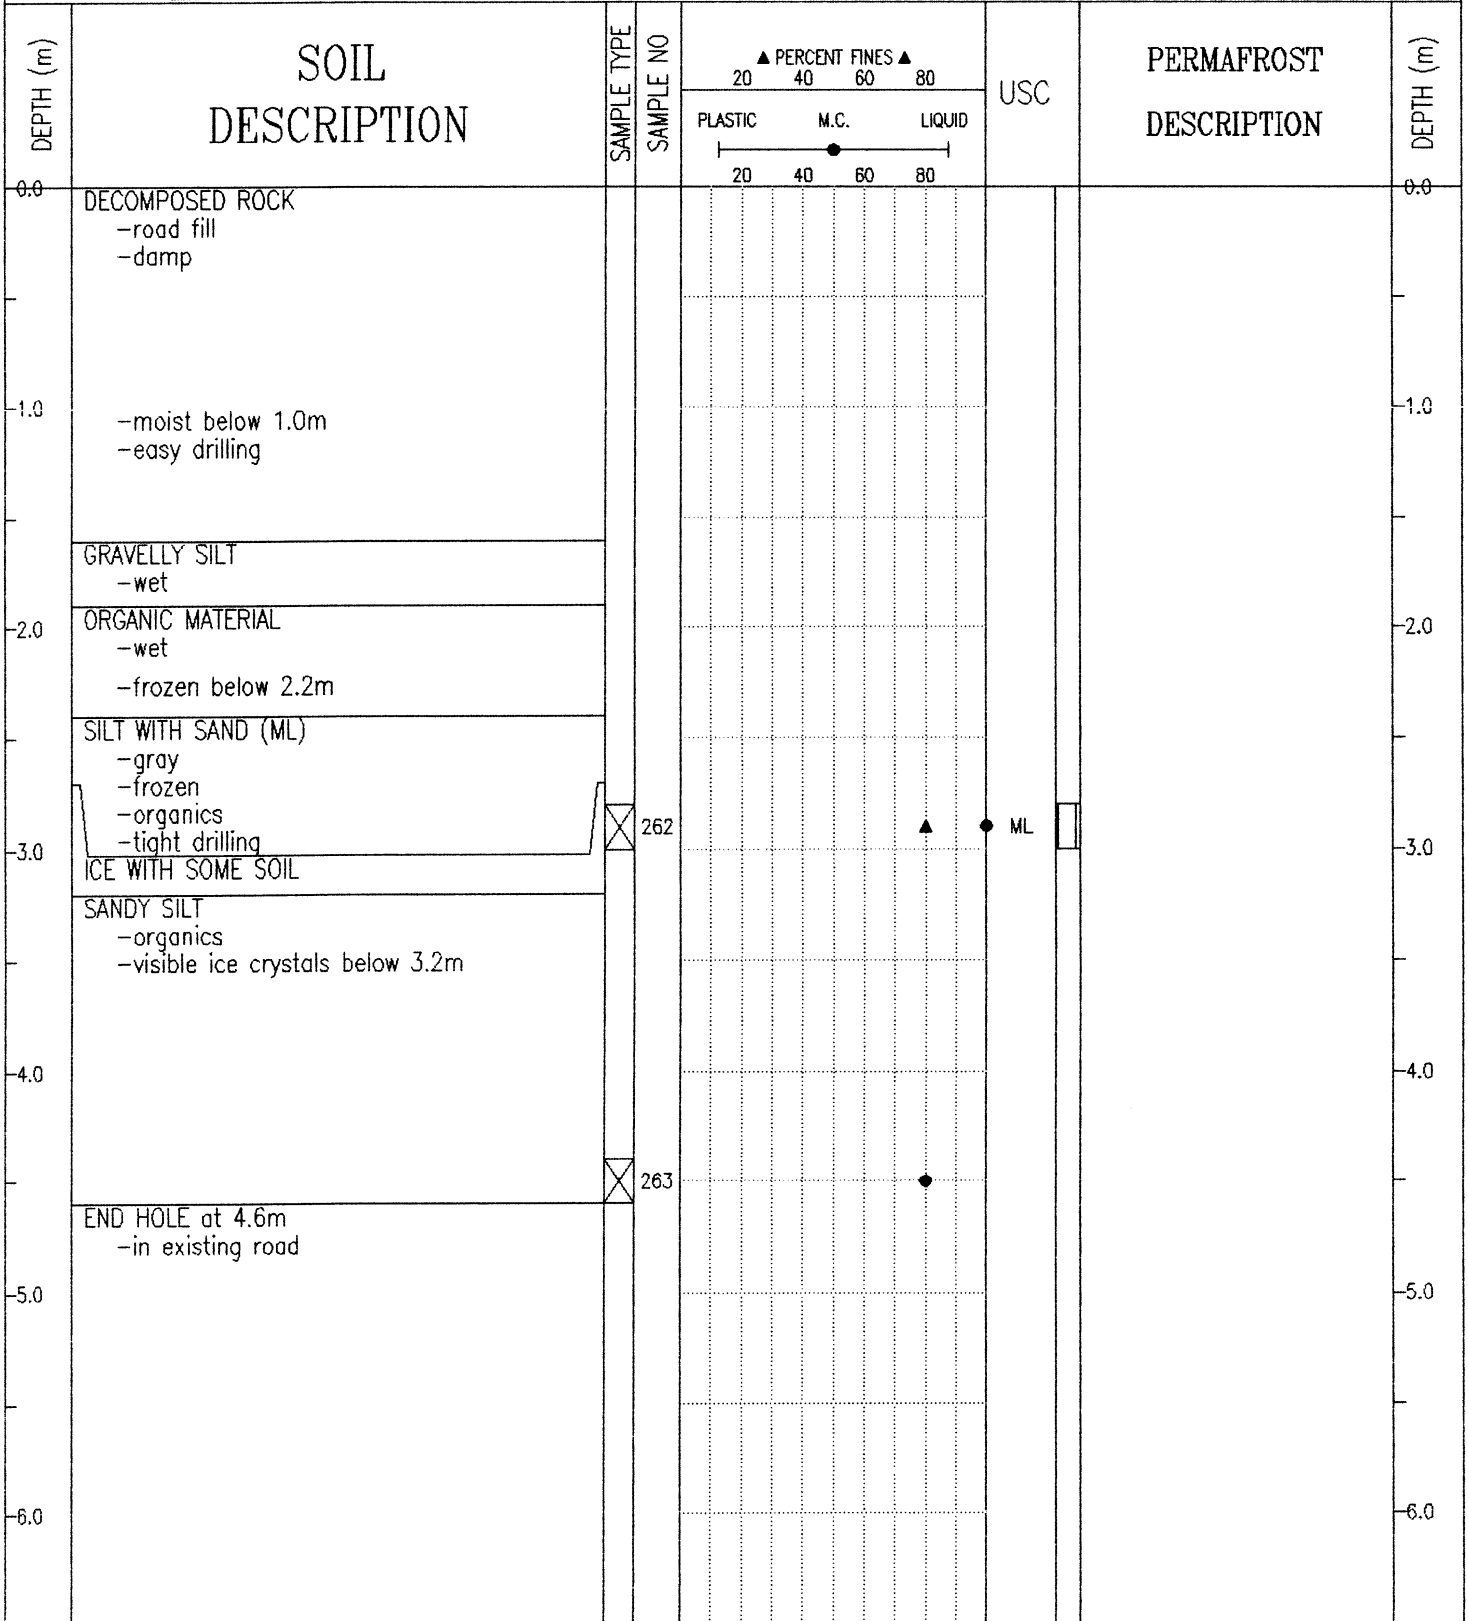 DEPTH (m)
SOIL
DESCRIPTION
SAMPLE TYPE
SAMPLE NO
▲ PERCENT FINES ▲
20 40 60 80
PLASTIC M.C. LIQUID
20 40 60 80
USC
PERMAFROST
DESCRIPTION
DEPTH (m)
0.0
DECOMPOSED ROCK
-road fill
-damp
0.0
1.0
-moist below 1.0m
-easy drilling
1.0
GRAVELLY SILT
-wet
ORGANIC MATERIAL
2.0
-wet
2.0
-frozen below 2.2m
SILT WITH SAND (ML)
-gray
-frozen
-organics
262 ML
-tight drilling
3.0
3.0
ICE WITH SOME SOIL
SANDY SILT
-organics
-visible ice crystals below 3.2m
4.0
4.0
263
END HOLE at 4.6m
-in existing road
5.0
5.0
6.0
6.0